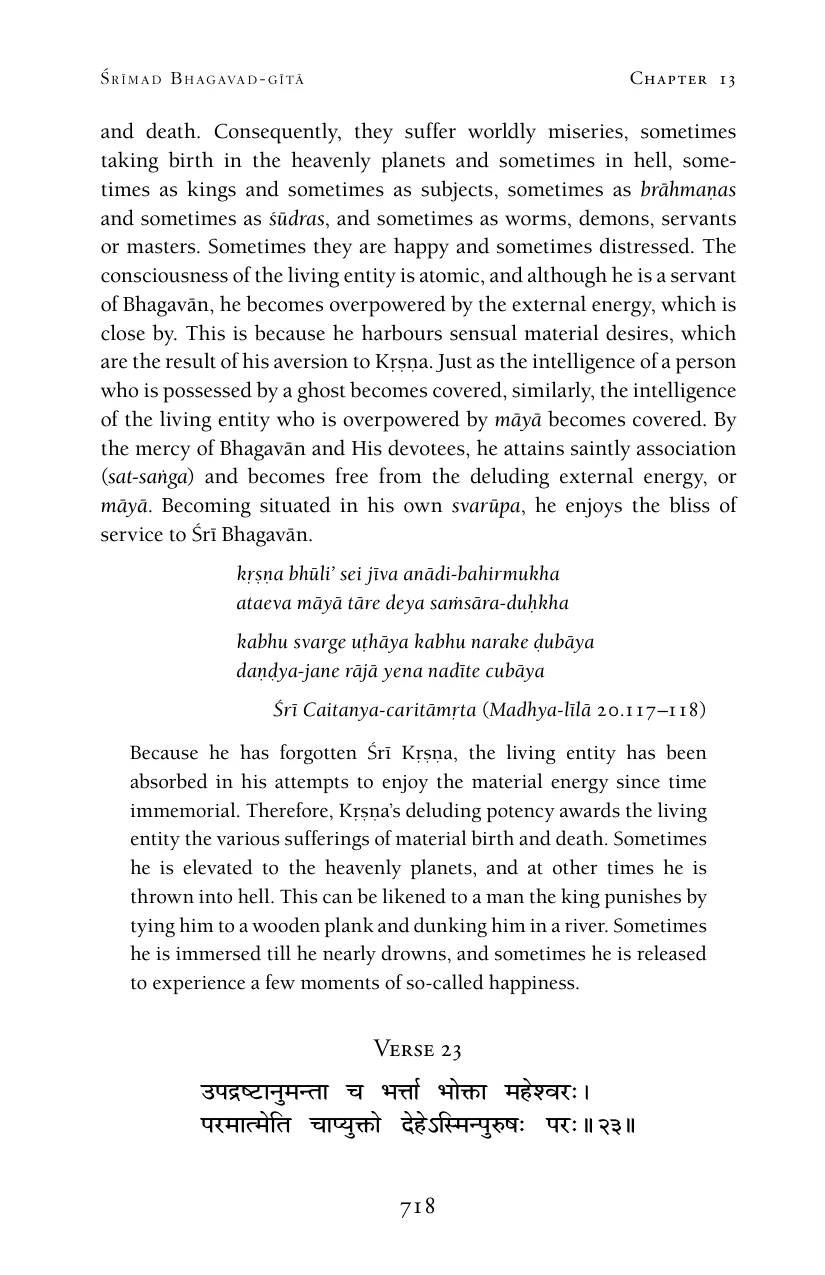 Śrīmad Bhagavad-gītā Chapter 13
and death. Consequently, they suffer worldly miseries, sometimes
taking birth in the heavenly planets and sometimes in hell, some-
times as kings and sometimes as subjects, sometimes as brāhmaṇas
and sometimes as śūdras, and sometimes as worms, demons, servants
or masters. Sometimes they are happy and sometimes distressed. The
consciousness of the living entity is atomic, and although he is a servant
of Bhagavān, he becomes overpowered by the external energy, which is
close by. This is because he harbours sensual material desires, which
are the result of his aversion to Kṛṣṇa. Just as the intelligence of a person
who is possessed by a ghost becomes covered, similarly, the intelligence
of the living entity who is overpowered by māyā becomes covered. By
the mercy of Bhagavān and His devotees, he attains saintly association
(sat-saṅga) and becomes free from the deluding external energy, or
māyā. Becoming situated in his own svarūpa, he enjoys the bliss of
service to Śrī Bhagavān.
kṛṣṇa bhūli’ sei jīva anādi-bahirmukha
ataeva māyā tāre deya saṁsāra-duḥkha
kabhu svarge uṭhāya kabhu narake ḍubāya
daṇḍya-jane rājā yena nadīte cubāya
Śrī Caitanya-caritāmṛta (Madhya-līlā 20.117–118)
Because he has forgotten Śrī Kṛṣṇa, the living entity has been
absorbed in his attempts to enjoy the material energy since time
immemorial. Therefore, Kṛṣṇa’s deluding potency awards the living
entity the various sufferings of material birth and death. Sometimes
he is elevated to the heavenly planets, and at other times he is
thrown into hell. This can be likened to a man the king punishes by
tying him to a wooden plank and dunking him in a river. Sometimes
he is immersed till he nearly drowns, and sometimes he is released
to experience a few moments of so-called happiness.
Verse 23
उपद्रष्टानुमन्ता च भर्त्ता भोक्ता महेश्वरः।
परमात्मेति चाप्युक्तो देहेऽस्मिन्पुरुषः परः॥२३॥
718